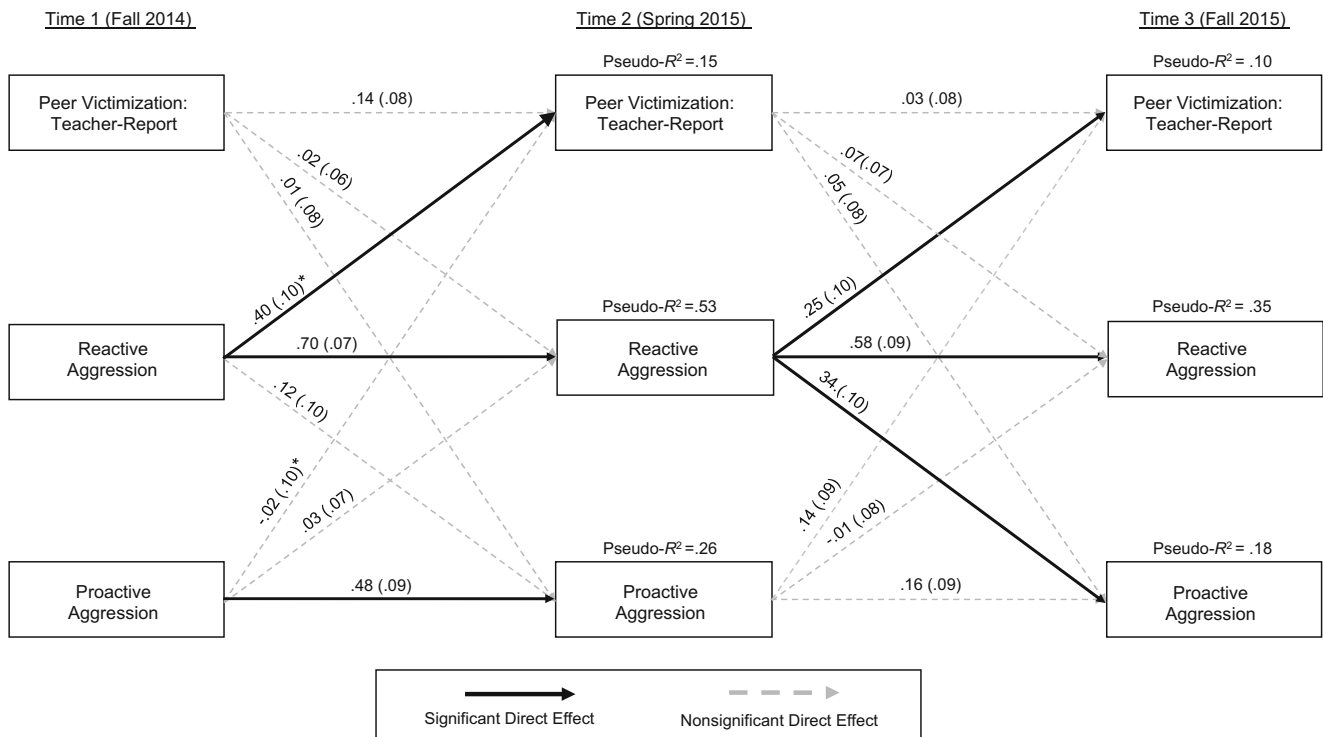 Time 1 (Fall 2014)
Time 2 (Spring 2015)
Time 3 (Fall 2015)
Pseudo-R² =.15
Pseudo-R² = .10
Peer Victimization:
Teacher-Report
.14 (.08)
Peer Victimization:
Teacher-Report
.03 (.08)
Peer Victimization:
Teacher-Report
.02 (.06)
.01 (.08)
.07(.07)
.05 (.08)
.40 (.10)*
.25 (.10)
Pseudo-R² =.53
Pseudo-R² = .35
Reactive
Aggression
.70 (.07)
Reactive
Aggression
.58 (.09)
Reactive
Aggression
.12 (.10)
34.(.10)
-.02 (.10)*
.03 (.07)
.14 (.09)
-.01 (.08)
Pseudo-R² =.26
Pseudo-R² = .18
Proactive
Aggression
.48 (.09)
Proactive
Aggression
.16 (.09)
Proactive
Aggression
Significant Direct Effect
Nonsignificant Direct Effect